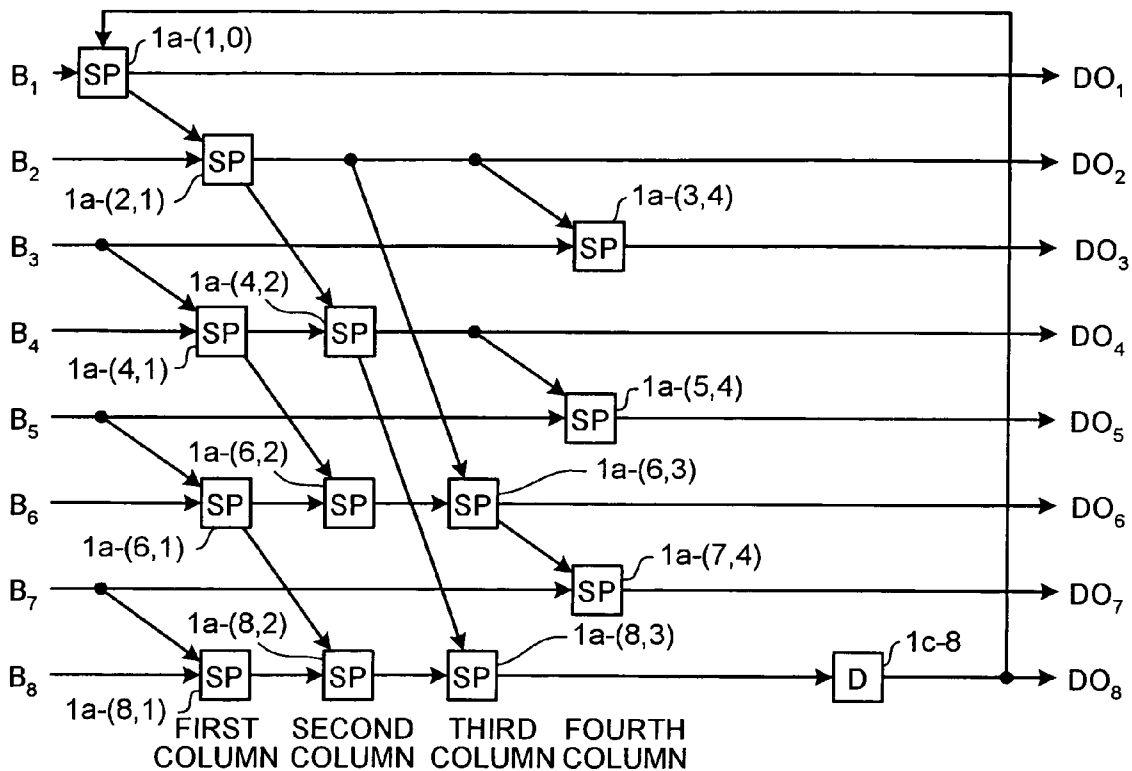 1a-(1,0)
B1 SP DO1
B2 SP DO2
1a-(2,1) 1a-(3,4)
B3 SP DO3
1a-(4,2)
B4 SP SP DO4
1a-(4,1) 1a-(5,4)
B5 SP DO5
1a-(6,2) 1a-(6,3)
B6 SP SP SP DO6
1a-(6,1) 1a-(7,4)
B7 SP DO7
1a-(8,2) 1a-(8,3) 1c-8
B8 SP SP SP D DO8
1a-(8,1)
FIRST SECOND THIRD FOURTH
COLUMN COLUMN COLUMN COLUMN